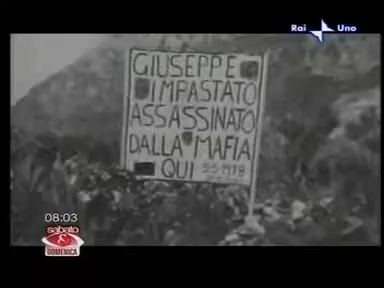 Rai Uno
GIUSEPPE
IMPASTATO
ASSASSINATO
DALLA MAFIA
QUI
08:03
sabato
&
DOMENICA